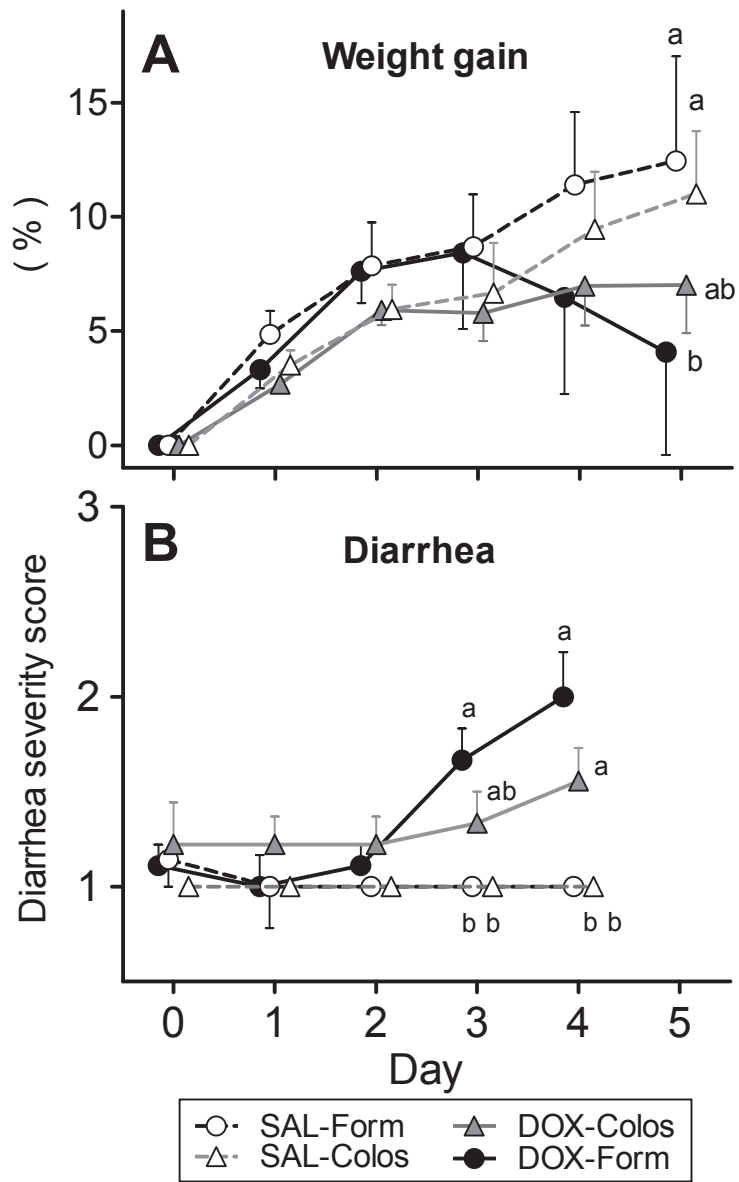 A
Weight gain
a
a
15
10
5
0
( % )
ab
b
B
Diarrhea
3
2
1
Diarrhea severity score
a
a
ab
a
b b
b b
0 1 2 3 4 5
Day
SAL-Form DOX-Colos
SAL-Colos DOX-Form